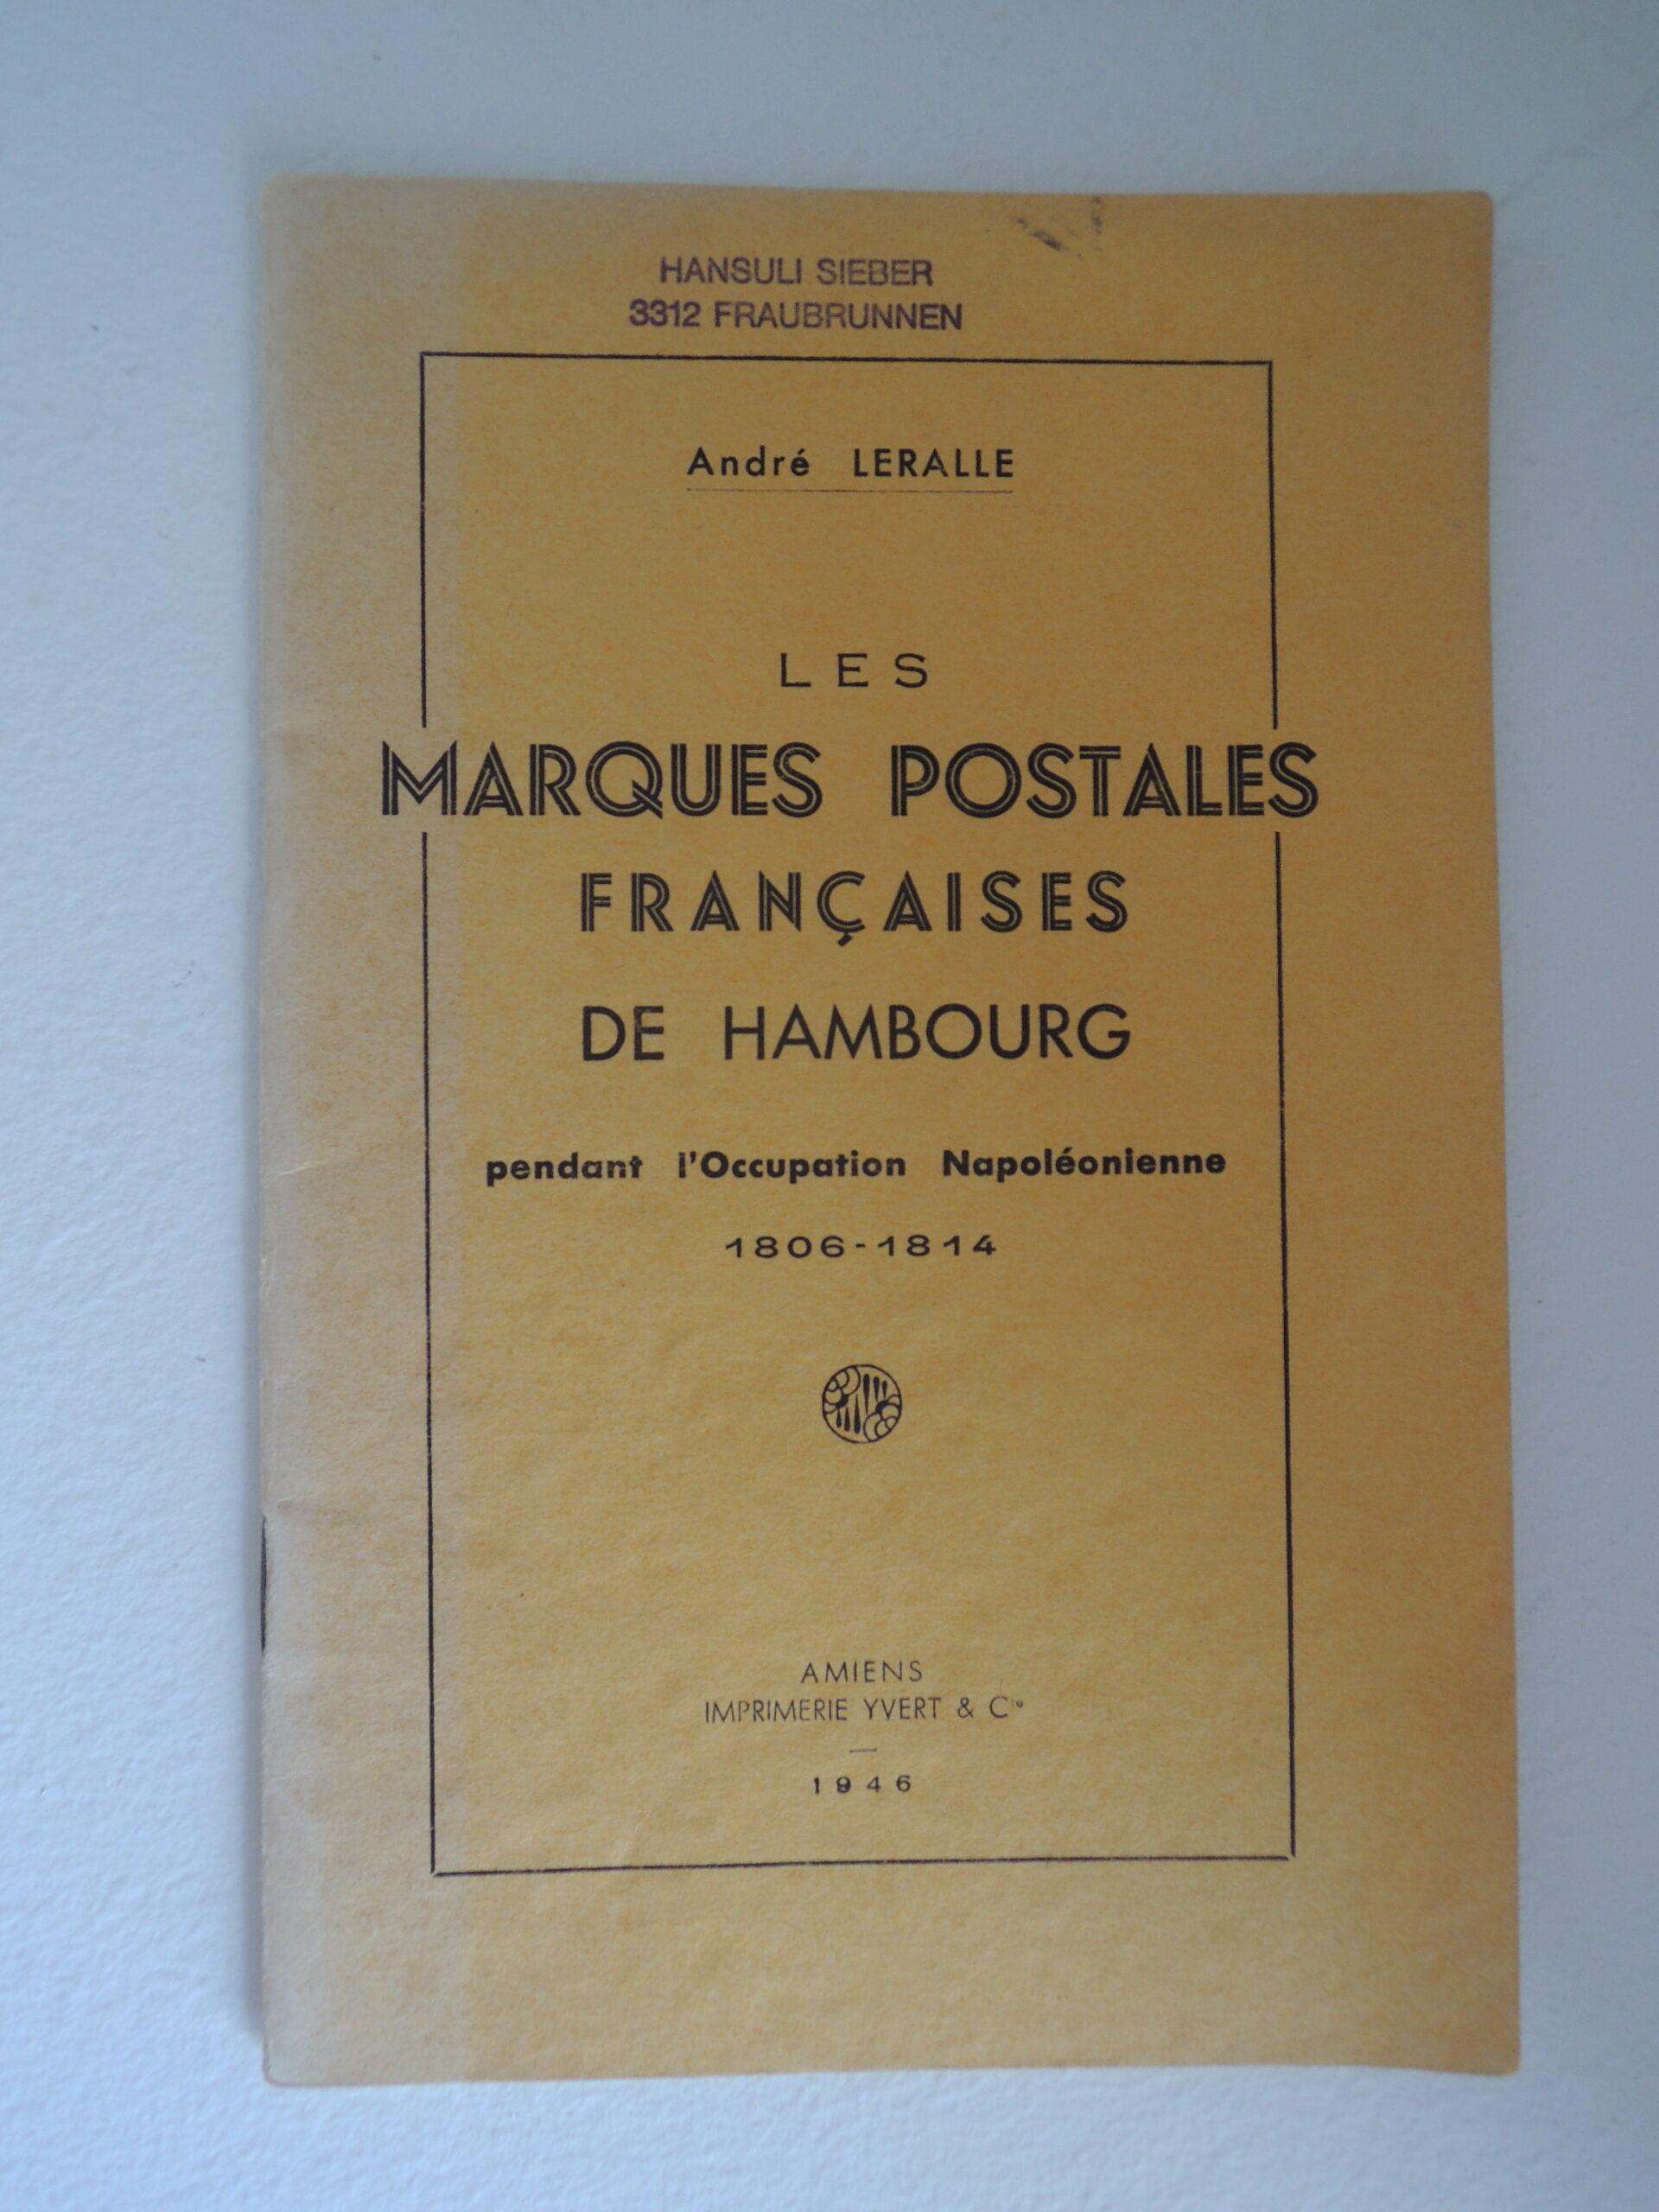 HANSULI SIEBER
3312 FRAUBRUNNEN
André LERALLE
LES
MARQUES POSTALES
FRANÇAISES
DE HAMBOURG
pendant l'Occupation Napoléonienne
1806-1814
AMIENS
IMPRIMERIE YVERT & Cie
1946